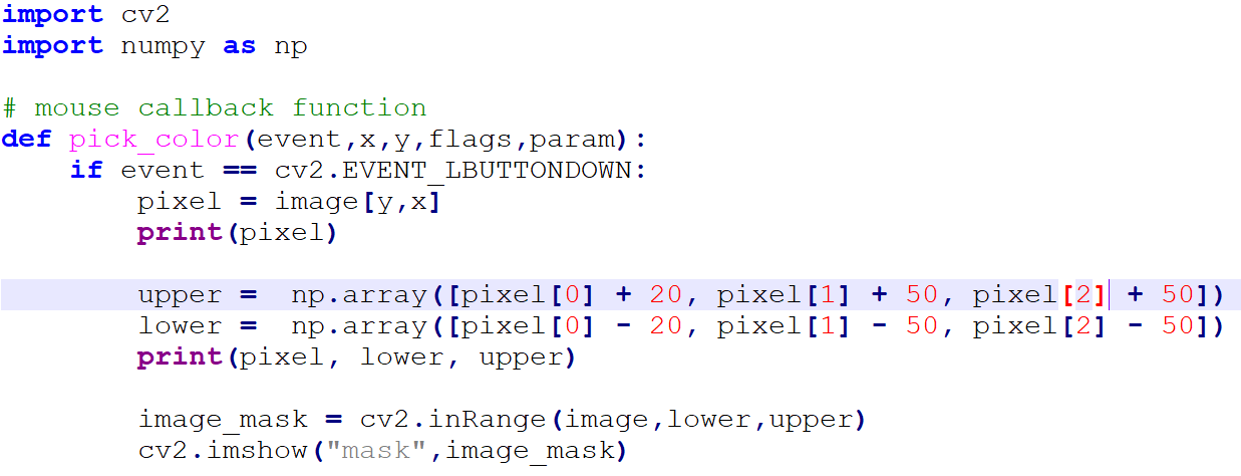 import cv2
import numpy as np

# mouse callback function
def pick_color(event,x,y,flags,param):
    if event == cv2.EVENT_LBUTTONDOWN:
        pixel = image[y,x]
        print(pixel)

        upper =  np.array([pixel[0] + 20, pixel[1] + 50, pixel[2] + 50])
        lower =  np.array([pixel[0] - 20, pixel[1] - 50, pixel[2] - 50])
        print(pixel, lower, upper)

        image_mask = cv2.inRange(image,lower,upper)
        cv2.imshow("mask",image_mask)